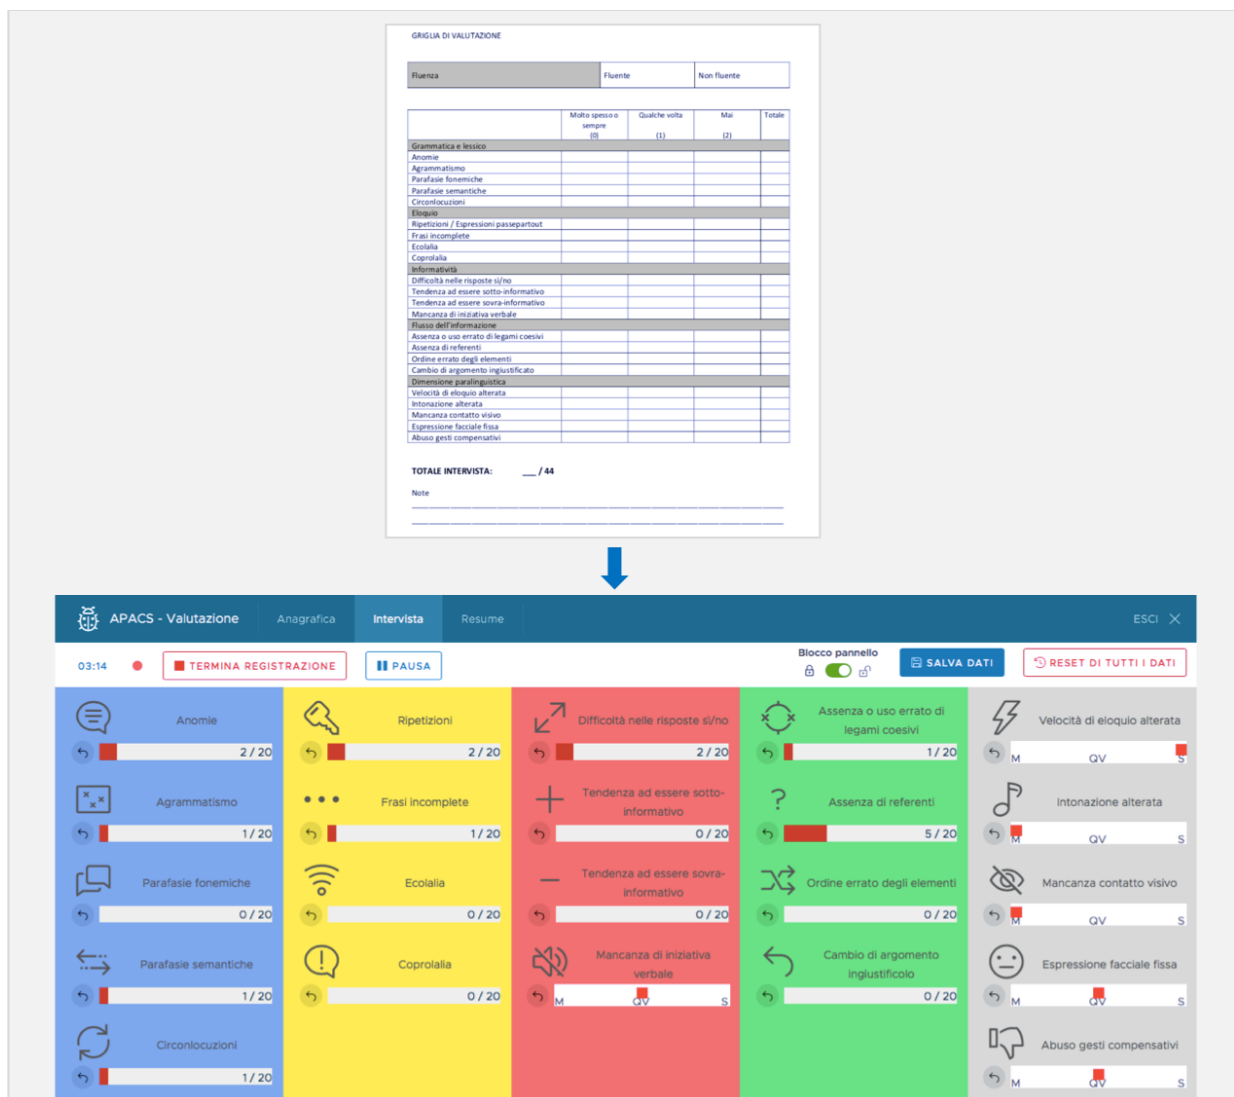 GRIGLIA DI VALUTAZIONE
Fluenza Fluente Non fluente
Molto spesso o sempre (0) Qualche volta (1) Mai (2) Totale
Grammatica e lessico
Anomie
Agrammatismo
Parafasie fonemiche
Parafasie semantiche
Circonlocuzioni
Eloquio
Ripetizioni / Espressioni passepartout
Frasi incomplete
Ecolalia
Coprolalia
Informatività
Difficoltà nelle risposte sì/no
Tendenza ad essere sotto-informativo
Tendenza ad essere sovra-informativo
Mancanza di iniziativa verbale
Flusso dell'informazione
Assenza o uso errato di legami coesivi
Assenza di referenti
Ordine errato degli elementi
Cambio di argomento ingiustificato
Dimensione paralinguistica
Velocità di eloquio alterata
Intonazione alterata
Mancanza contatto visivo
Espressione facciale fissa
Abuso gesti compensativi
TOTALE INTERVISTA: ___ / 44
Note
APACS - Valutazione Anagrafica Intervista Resume ESCI
03:14 TERMINA REGISTRAZIONE PAUSA Blocco pannello SALVA DATI RESET DI TUTTI I DATI
Anomie
2 / 20
Agrammatismo
1 / 20
Parafasie fonemiche
0 / 20
Parafasie semantiche
1 / 20
Circonlocuzioni
1 / 20
Ripetizioni
2 / 20
Frasi incomplete
1 / 20
Ecolalia
0 / 20
Coprolalia
0 / 20
Difficoltà nelle risposte sì/no
2 / 20
Tendenza ad essere sotto-
informativo
0 / 20
Tendenza ad essere sovra-
informativo
0 / 20
Mancanza di iniziativa
verbale
M QV S
Assenza o uso errato di
legami coesivi
1 / 20
Assenza di referenti
5 / 20
Ordine errato degli elementi
0 / 20
Cambio di argomento
ingiustificolo
0 / 20
Velocità di eloquio alterata
M QV S
Intonazione alterata
M QV S
Mancanza contatto visivo
M QV S
Espressione facciale fissa
M QV S
Abuso gesti compensativi
M QV S